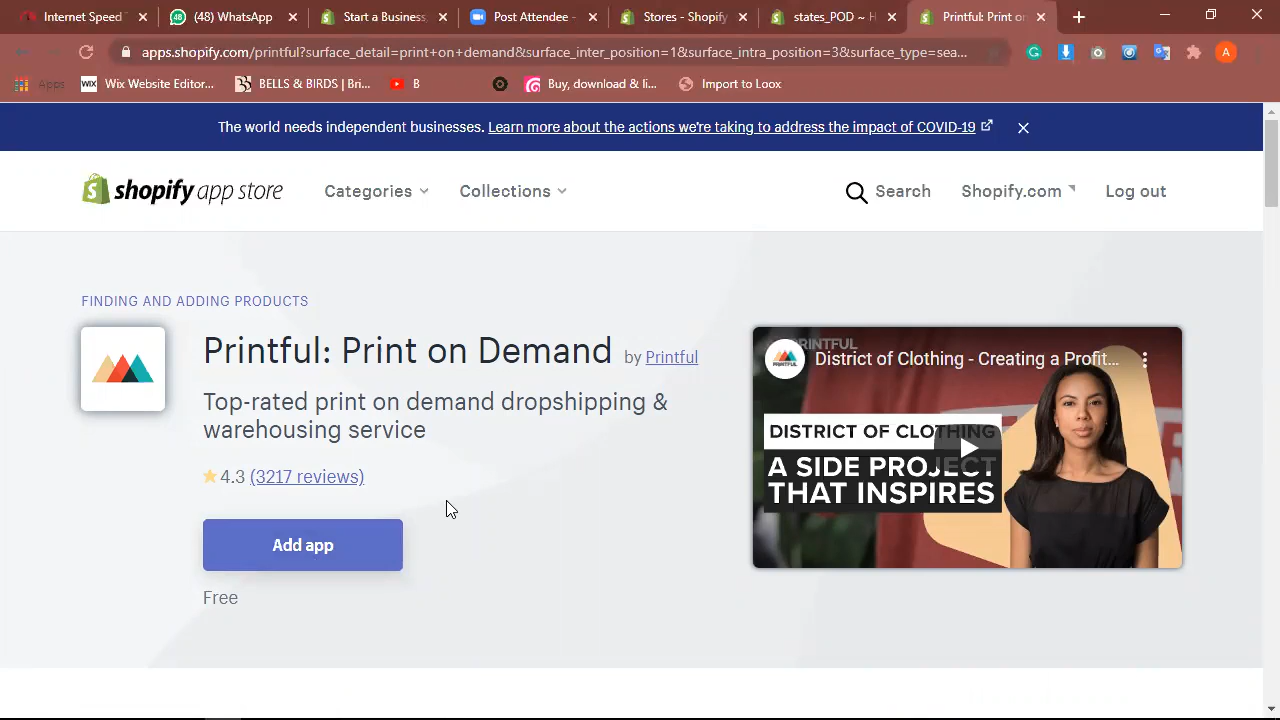 Internet Speed
(48) WhatsApp
Start a Business,
Post Attendee -
Stores - Shopify
states_POD ~ H
Printful: Print on
apps.shopify.com/printful?surface_detail=print+on+demand&surface_inter_position=1&surface_intra_position=3&surface_type=sea...
A
Apps
WIX Wix Website Editor...
BELLS & BIRDS | Bri...
B
Buy, download & li...
Import to Loox
The world needs independent businesses. Learn more about the actions we're taking to address the impact of COVID-19
shopify app store
Categories
Collections
Search
Shopify.com
Log out
FINDING AND ADDING PRODUCTS
Printful: Print on Demand by Printful
Top-rated print on demand dropshipping &
warehousing service
4.3 (3217 reviews)
Add app
Free
PRINTFUL
PRINTFUL
District of Clothing - Creating a Profit...
DISTRICT OF CLOTHING
A SIDE PROJECT
THAT INSPIRES